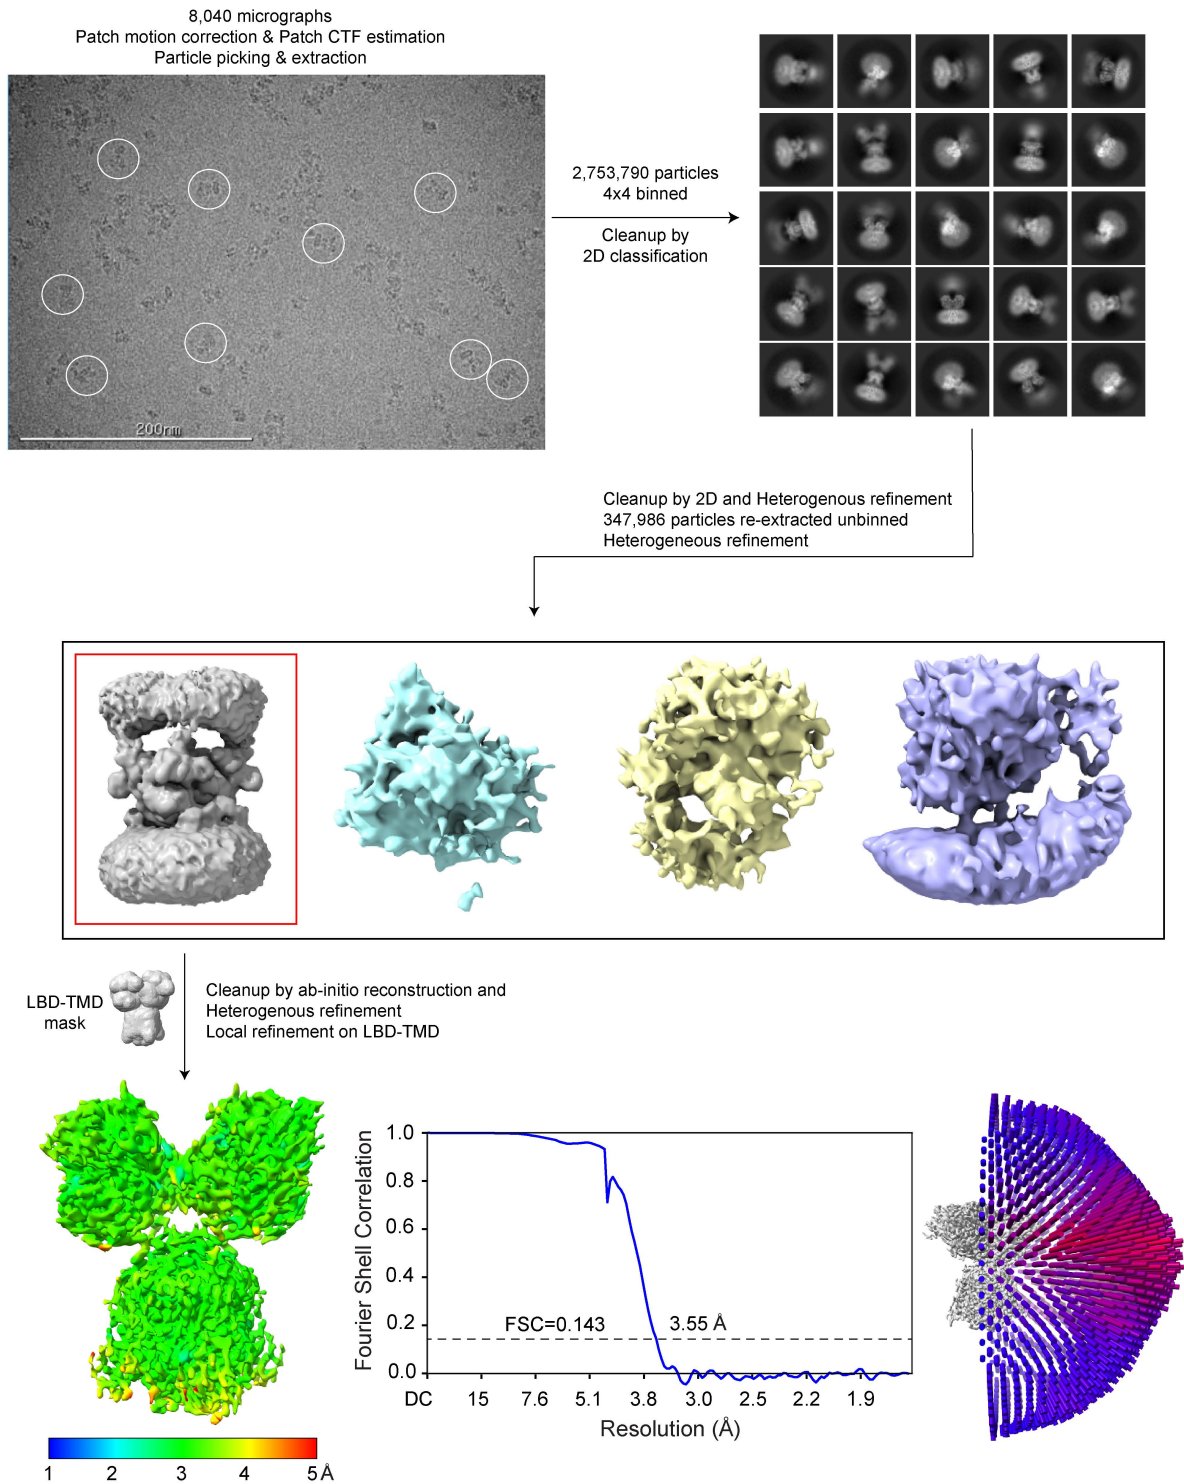 8,040 micrographs
Patch motion correction & Patch CTF estimation
Particle picking & extraction
200nm
2,753,790 particles
4x4 binned
Cleanup by
2D classification
Cleanup by 2D and Heterogenous refinement
347,986 particles re-extracted unbinned
Heterogeneous refinement
LBD-TMD
mask
Cleanup by ab-initio reconstruction and
Heterogenous refinement
Local refinement on LBD-TMD
1 2 3 4 5 Å
Fourier Shell Correlation
1.0
0.8
0.6
0.4
0.2
0.0
FSC=0.143
3.55 Å
DC 15 7.6 5.1 3.8 3.0 2.5 2.2 1.9
Resolution (Å)